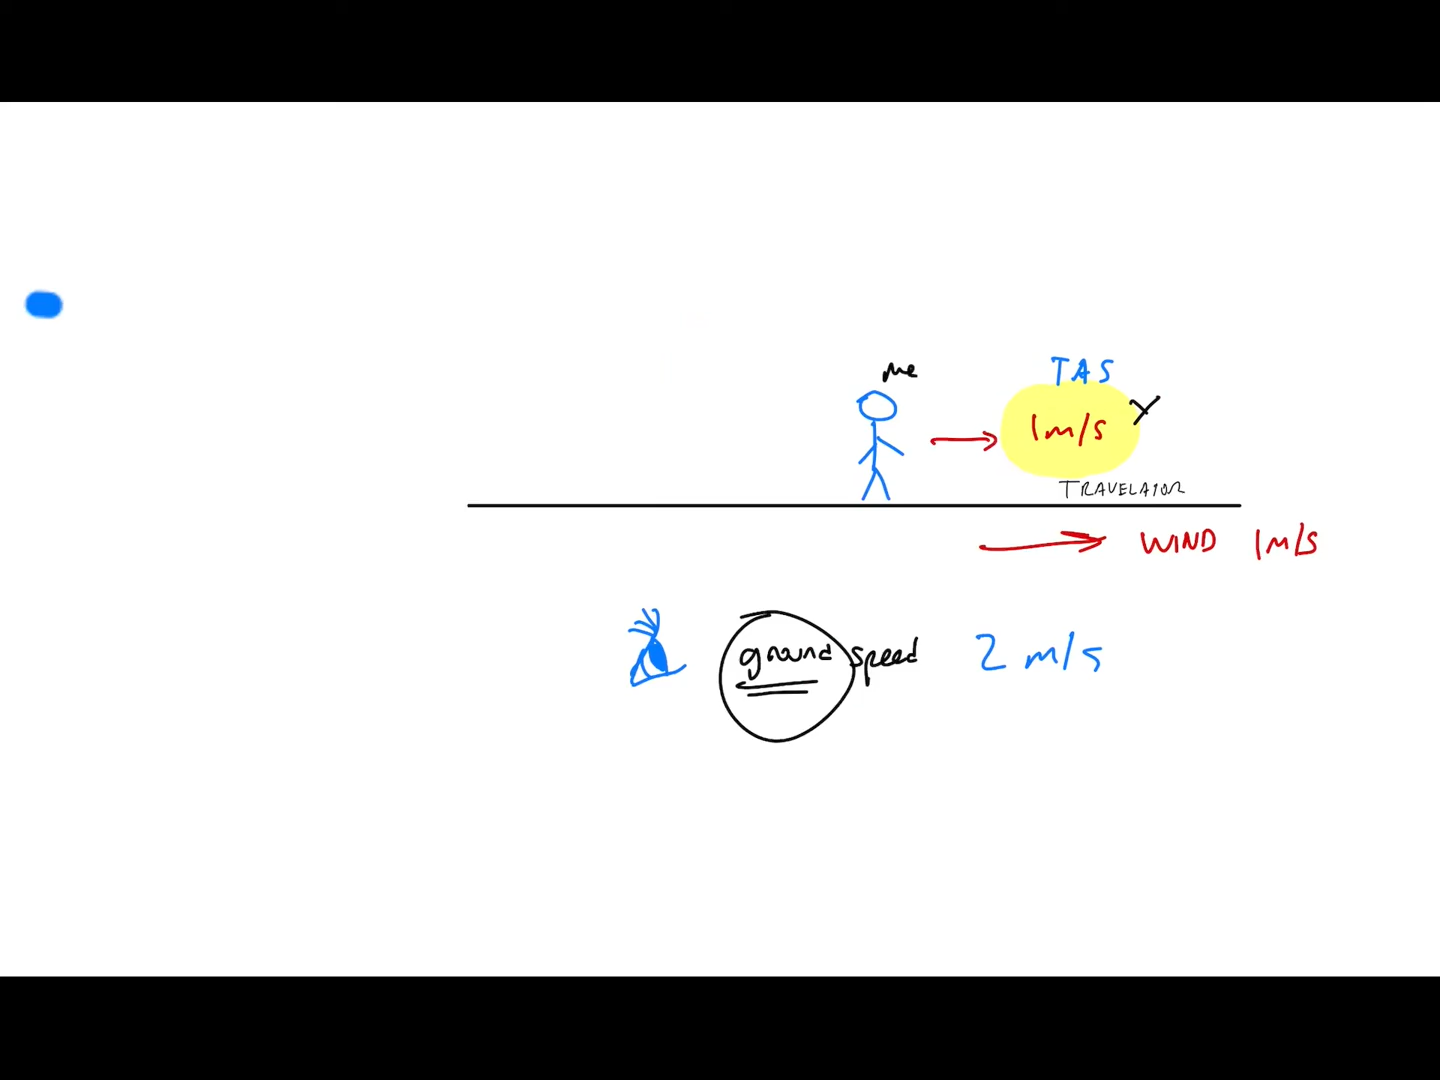 me
TAS
1m/s
TRAVELATOR
WIND 1m/s
ground speed 2 m/s